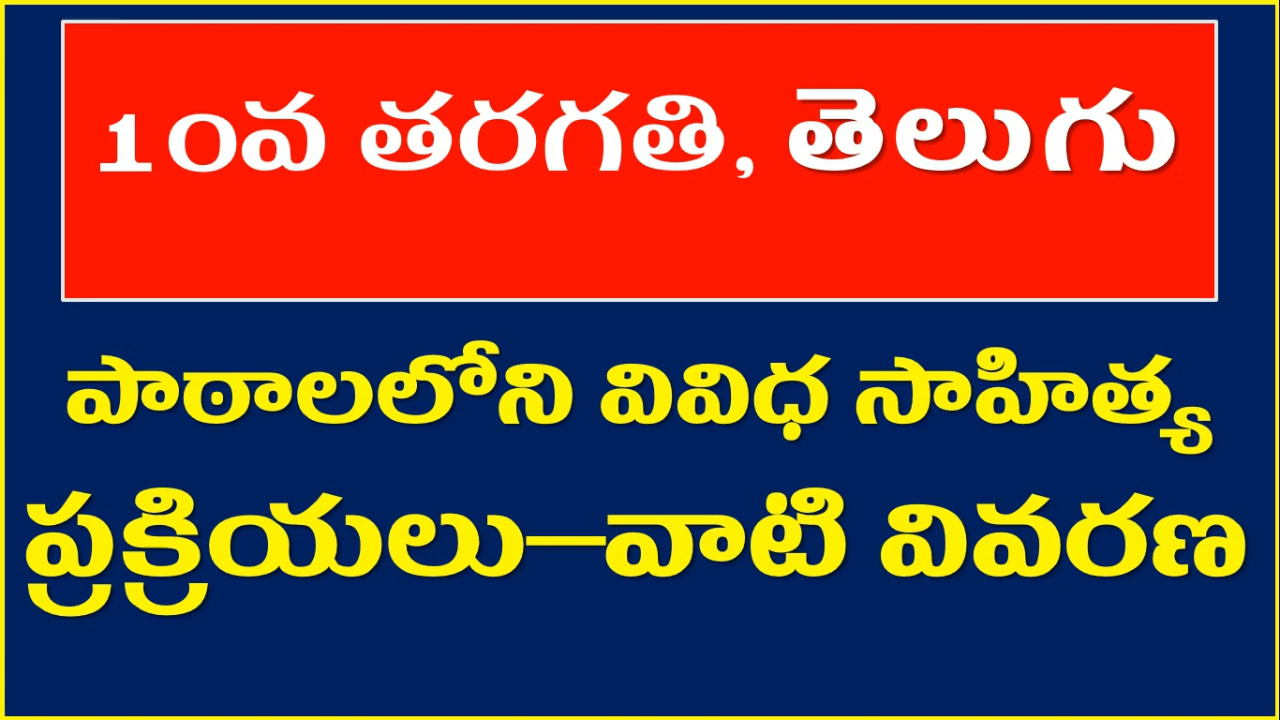 10వ తరగతి, తెలుగు
పాఠాలలోని వివిధ సాహిత్య
ప్రక్రియలు–వాటి వివరణ